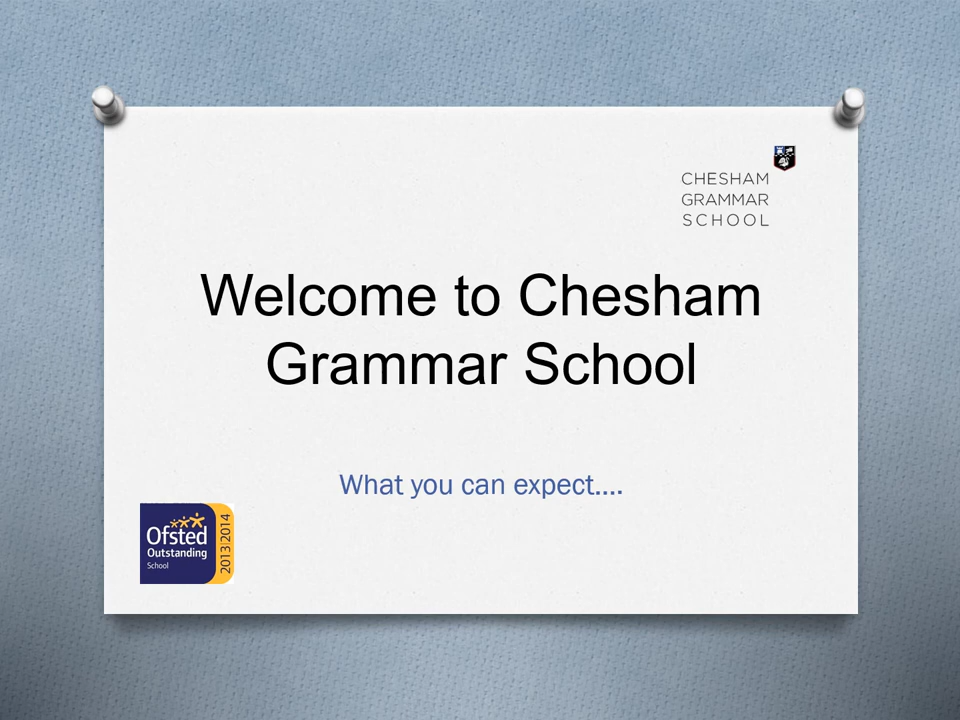 CHESHAM
GRAMMAR
SCHOOL
Welcome to Chesham
Grammar School
What you can expect....
Ofsted
Outstanding
School
2013|2014